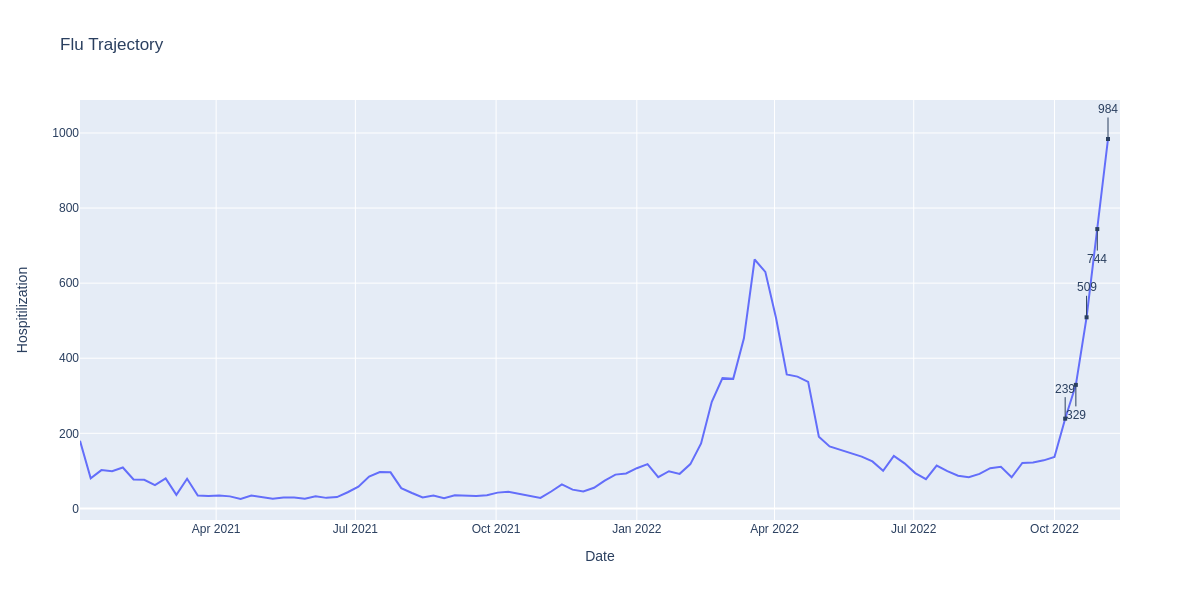 Flu Trajectory
984
1000
800
744
600
509
Hospitilization
400
239
329
200
0
Apr 2021
Jul 2021
Oct 2021
Jan 2022
Apr 2022
Jul 2022
Oct 2022
Date